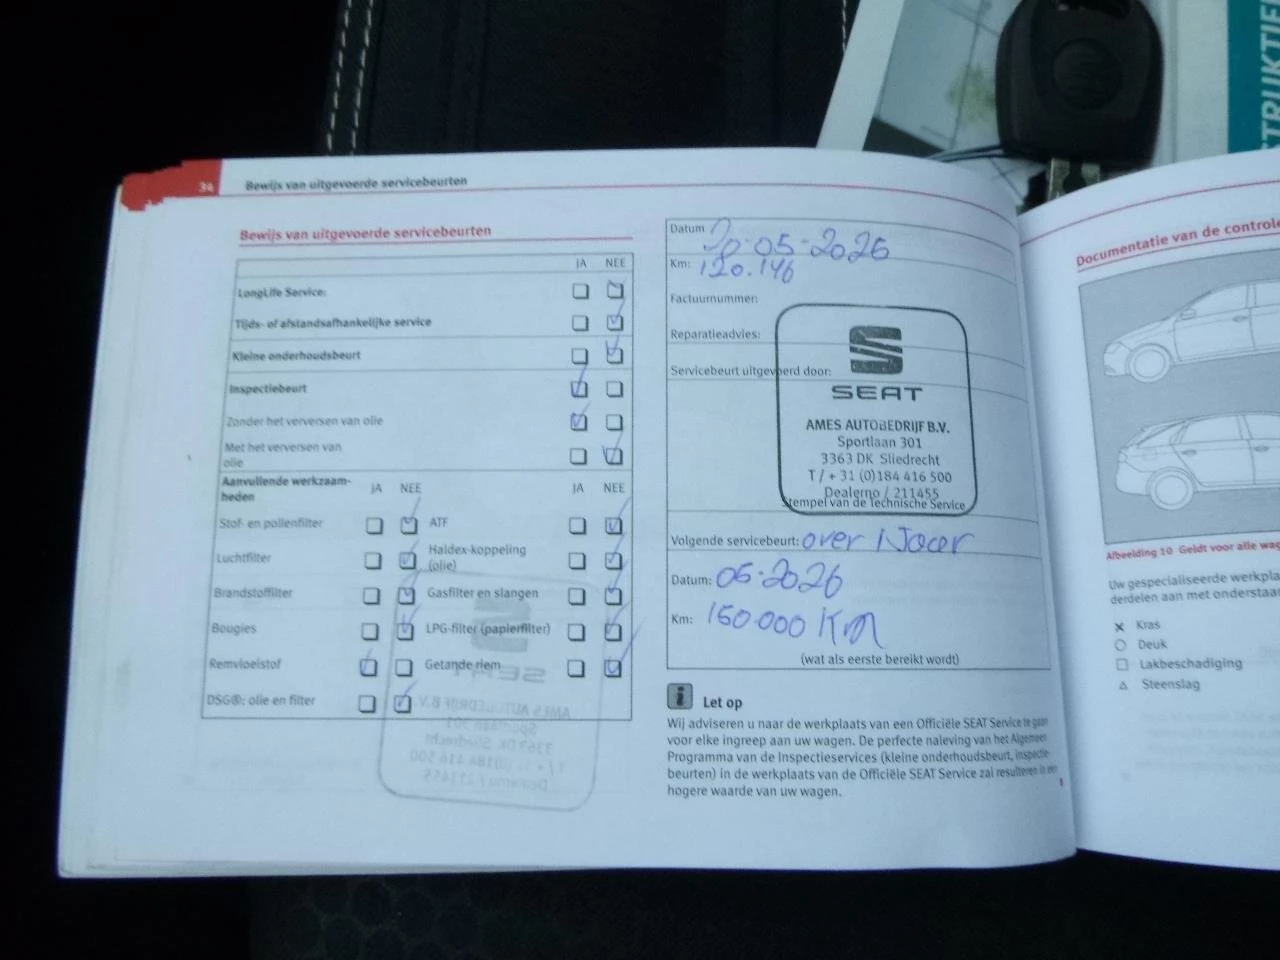 34 Bewijs van uitgevoerde servicebeurten
Bewijs van uitgevoerde servicebeurten
JA NEE
LongLife Service:
Tijds- of afstandsafhankelijke service
Kleine onderhoudsbeurt
Inspectiebeurt
Zonder het verversen van olie
Met het verversen van
olie
Aanvullende werkzaam-
heden
JA NEE JA NEE
Stof- en pollenfilter ATF
Luchtfilter Haldex-koppeling
(olie)
Brandstoffilter Gasfilter en slangen
Bougies LPG-filter (papierfilter)
Remvloeistof Getande riem
DSG®: olie en filter
Datum 20-05-2026
Km: 120.146
Factuurnummer:
Reparatieadvies:
Servicebeurt uitgevoerd door:
SEAT
AMES AUTOBEDRIJF B.V.
Sportlaan 301
3363 DK Sliedrecht
T / + 31 (0)184 416 500
Dealerno / 211455
Stempel van de Technische Service
Volgende servicebeurt: over Naar
Datum: 05-2026
Km: 150.000 Km
(wat als eerste bereikt wordt)
i Let op
Wij adviseren u naar de werkplaats van een Officiële SEAT Service te gaan
voor elke ingreep aan uw wagen. De perfecte naleving van het Algemeen
Programma van de Inspectieservices (kleine onderhoudsbeurt, inspectie-
beurten) in de werkplaats van de Officiële SEAT Service zal resulteren in een
hogere waarde van uw wagen.
Documentatie van de controle
Afbeelding 10 Geldt voor alle wag
Uw gespecialiseerde werkpla
derdelen aan met onderstaan
x Kras
○ Deuk
□ Lakbeschadiging
△ Steenslag
STRUKTIE